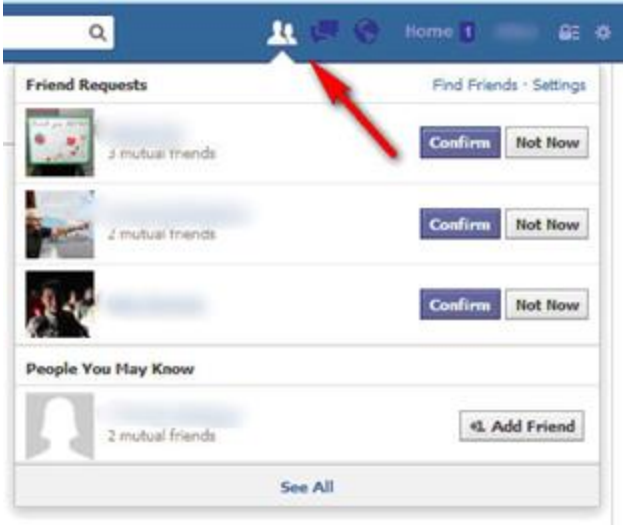 Home 1
Friend Requests Find Friends · Settings
3 mutual friends Confirm Not Now
2 mutual friends Confirm Not Now
Confirm Not Now
People You May Know
2 mutual friends +1 Add Friend
See All